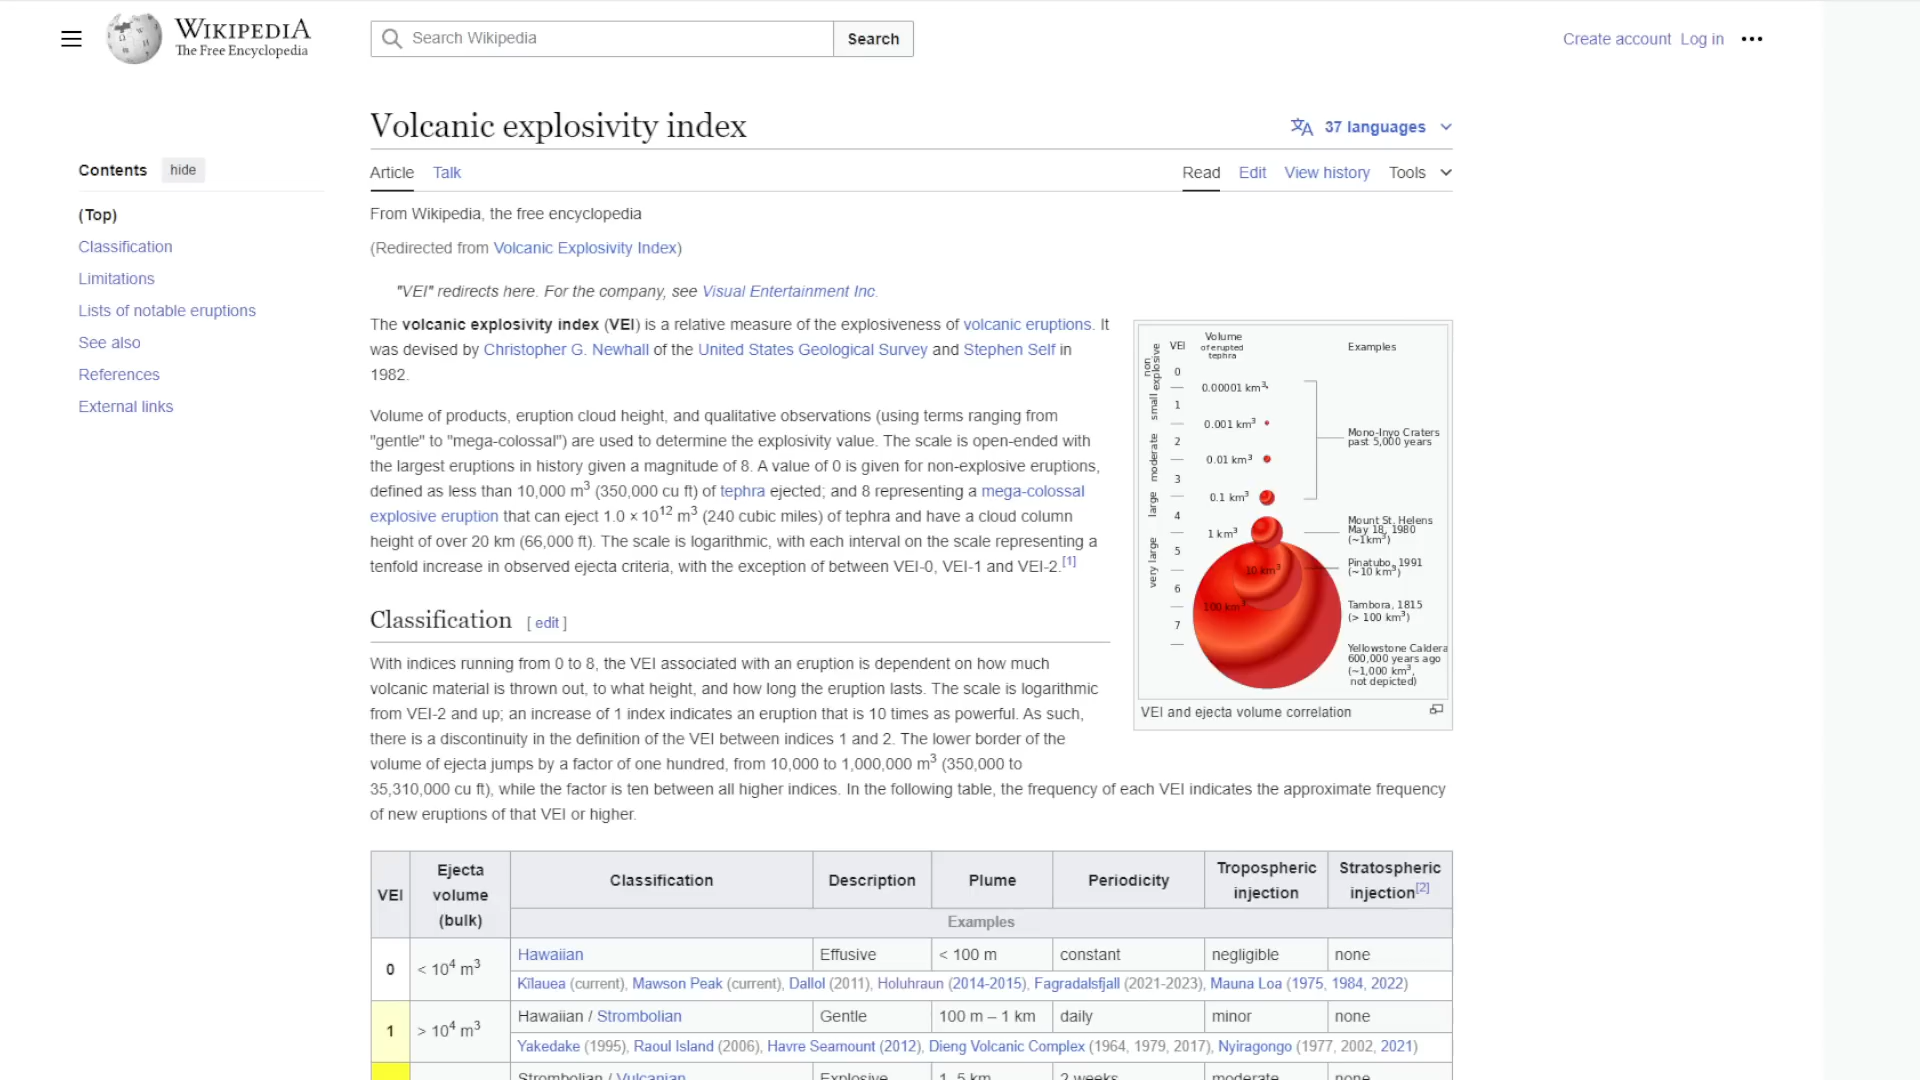 WIKIPEDIA
The Free Encyclopedia
Search Wikipedia
Search
Create account Log in
Volcanic explosivity index
37 languages
Contents hide
Article Talk
Read Edit View history Tools
(Top)
Classification
Limitations
Lists of notable eruptions
See also
References
External links
From Wikipedia, the free encyclopedia
(Redirected from Volcanic Explosivity Index)
"VEI" redirects here. For the company, see Visual Entertainment Inc.
The volcanic explosivity index (VEI) is a relative measure of the explosiveness of volcanic eruptions. It
was devised by Christopher G. Newhall of the United States Geological Survey and Stephen Self in
1982.
Volume of products, eruption cloud height, and qualitative observations (using terms ranging from
"gentle" to "mega-colossal") are used to determine the explosivity value. The scale is open-ended with
the largest eruptions in history given a magnitude of 8. A value of 0 is given for non-explosive eruptions,
defined as less than 10,000 m³ (350,000 cu ft) of tephra ejected; and 8 representing a mega-colossal
explosive eruption that can eject 1.0 × 10¹² m³ (240 cubic miles) of tephra and have a cloud column
height of over 20 km (66,000 ft). The scale is logarithmic, with each interval on the scale representing a
tenfold increase in observed ejecta criteria, with the exception of between VEI-0, VEI-1 and VEI-2.[1]
VEI
Volume
of erupted
tephra
Examples
non explosive
small
moderate
large
very large
0
0.00001 km³
1
0.001 km³
2
0.01 km³
3
0.1 km³
4
1 km³
5
10 km³
6
100 km³
7
Mono-Inyo Craters
past 5,000 years
Mount St. Helens
May 18, 1980
(~1km³)
Pinatubo, 1991
(~10 km³)
Tambora, 1815
(> 100 km³)
Yellowstone Caldera
600,000 years ago
(~1,000 km³,
not depicted)
VEI and ejecta volume correlation
Classification [ edit ]
With indices running from 0 to 8, the VEI associated with an eruption is dependent on how much
volcanic material is thrown out, to what height, and how long the eruption lasts. The scale is logarithmic
from VEI-2 and up; an increase of 1 index indicates an eruption that is 10 times as powerful. As such,
there is a discontinuity in the definition of the VEI between indices 1 and 2. The lower border of the
volume of ejecta jumps by a factor of one hundred, from 10,000 to 1,000,000 m³ (350,000 to
35,310,000 cu ft), while the factor is ten between all higher indices. In the following table, the frequency of each VEI indicates the approximate frequency
of new eruptions of that VEI or higher.
VEI
Ejecta
volume
(bulk)
Classification
Description
Plume
Periodicity
Tropospheric
injection
Stratospheric
injection[2]
Examples
0
< 10⁴ m³
Hawaiian
Effusive
< 100 m
constant
negligible
none
Kīlauea (current), Mawson Peak (current), Dallol (2011), Holuhraun (2014-2015), Fagradalsfjall (2021-2023), Mauna Loa (1975, 1984, 2022)
1
> 10⁴ m³
Hawaiian / Strombolian
Gentle
100 m – 1 km
daily
minor
none
Yakedake (1995), Raoul Island (2006), Havre Seamount (2012), Dieng Volcanic Complex (1964, 1979, 2017), Nyiragongo (1977, 2002, 2021)
Strombolian / Vulcanian
Explosive
1–5 km
2 weeks
moderate
none